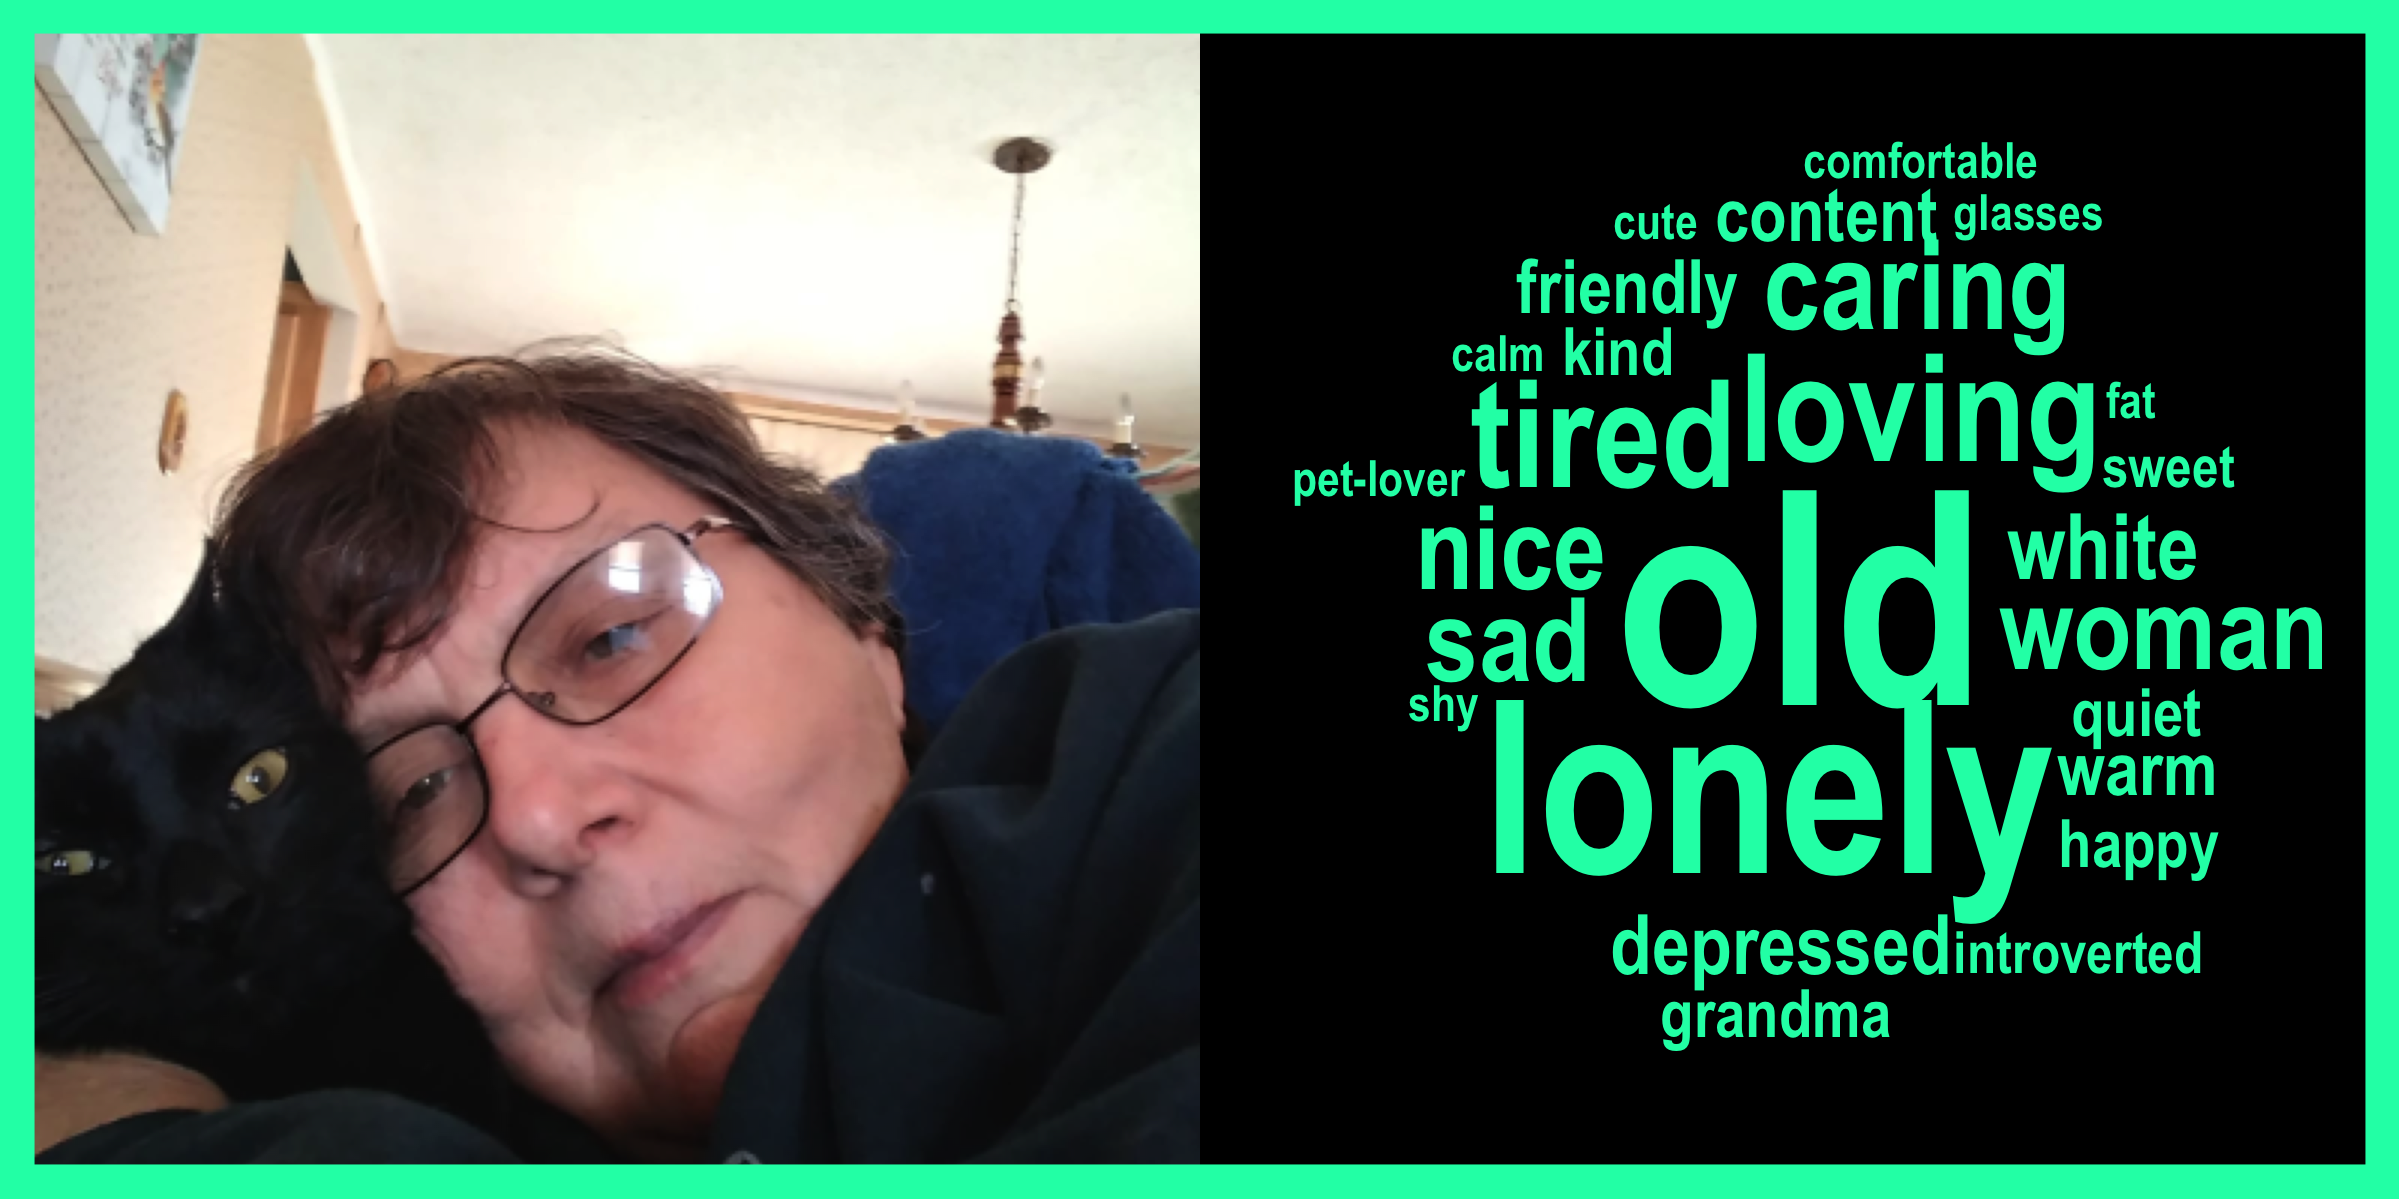 comfortable
cute content glasses
friendly caring
calm kind
tired loving fat
pet-lover sweet
nice old white
sad woman
shy lonely quiet
warm
happy
depressed introverted
grandma